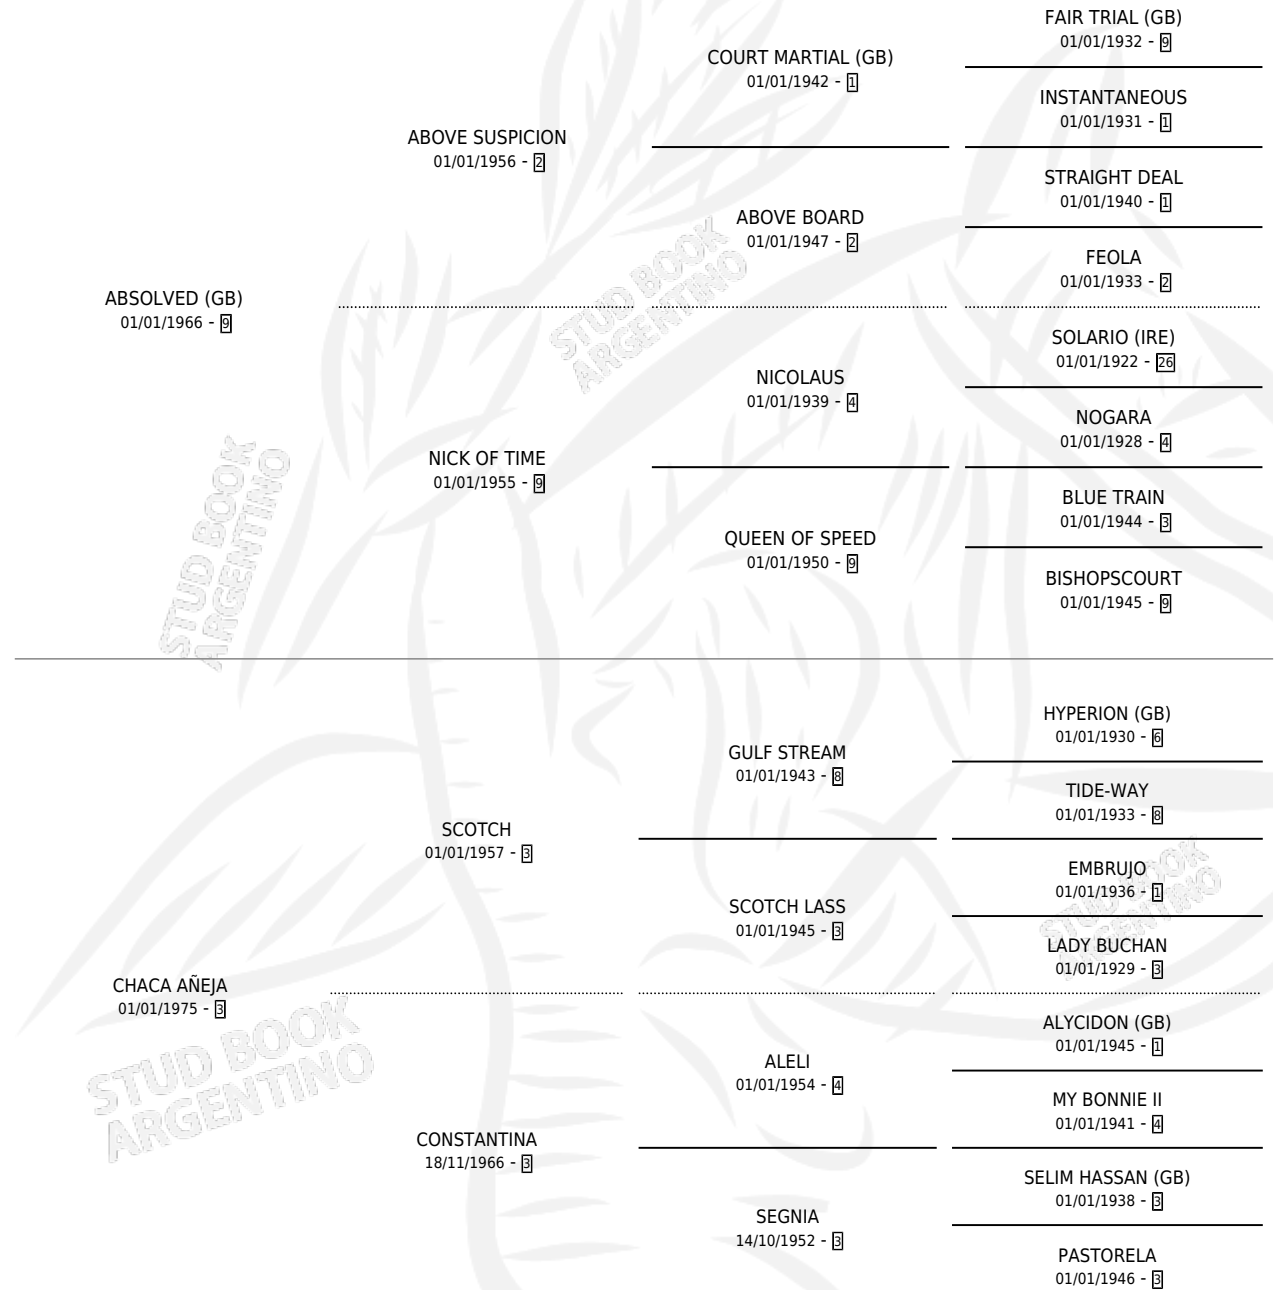 FAIR TRIAL (GB)
01/01/1932 - 9
COURT MARTIAL (GB)
01/01/1942 - 1
INSTANTANEOUS
01/01/1931 - 1
ABOVE SUSPICION
01/01/1956 - 2
STRAIGHT DEAL
01/01/1940 - 1
ABOVE BOARD
01/01/1947 - 2
FEOLA
01/01/1933 - 2
ABSOLVED (GB)
01/01/1966 - 9
SOLARIO (IRE)
01/01/1922 - 26
NICOLAUS
01/01/1939 - 4
NOGARA
01/01/1928 - 4
NICK OF TIME
01/01/1955 - 9
BLUE TRAIN
01/01/1944 - 3
QUEEN OF SPEED
01/01/1950 - 9
BISHOPSCOURT
01/01/1945 - 9
HYPERION (GB)
01/01/1930 - 6
GULF STREAM
01/01/1943 - 8
TIDE-WAY
01/01/1933 - 8
SCOTCH
01/01/1957 - 3
EMBRUJO
01/01/1936 - 1
SCOTCH LASS
01/01/1945 - 3
LADY BUCHAN
01/01/1929 - 3
CHACA AÑEJA
01/01/1975 - 3
ALYCIDON (GB)
01/01/1945 - 1
ALELI
01/01/1954 - 4
MY BONNIE II
01/01/1941 - 4
CONSTANTINA
18/11/1966 - 3
SELIM HASSAN (GB)
01/01/1938 - 3
SEGNIA
14/10/1952 - 3
PASTORELA
01/01/1946 - 3
STUD BOOK
ARGENTINO
STUD BOOK
ARGENTINO
STUD BOOK
ARGENTINO
STUD BOOK
ARGENTINO